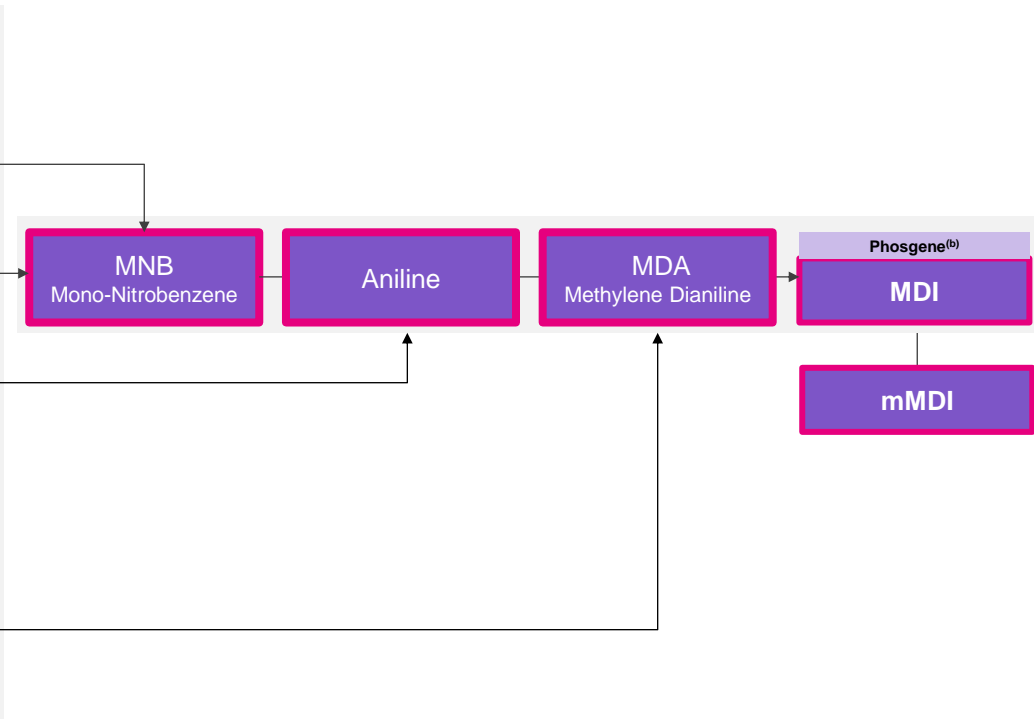 MNB
Mono-Nitrobenzene
Aniline
MDA
Methylene Dianiline
Phosgene(b)
MDI
mMDI